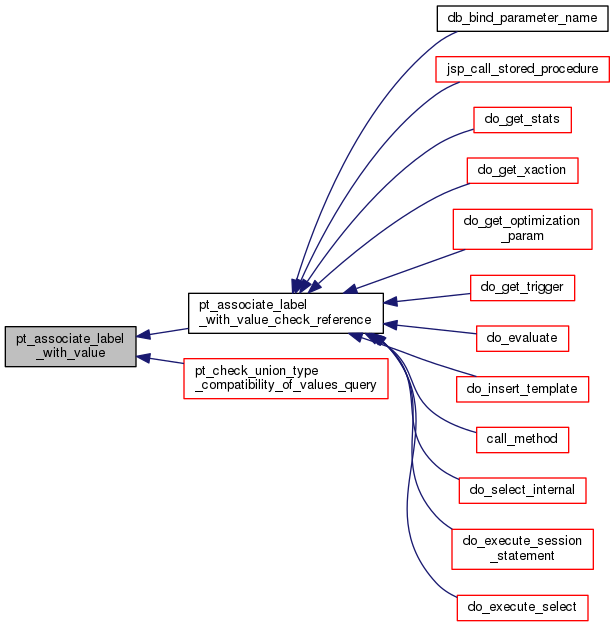 db_bind_parameter_name
jsp_call_stored_procedure
do_get_stats
do_get_xaction
do_get_optimization
_param
do_get_trigger
pt_associate_label
_with_value_check_reference
pt_associate_label
_with_value
do_evaluate
pt_check_union_type
_compatibility_of_values_query
do_insert_template
call_method
do_select_internal
do_execute_session
_statement
do_execute_select